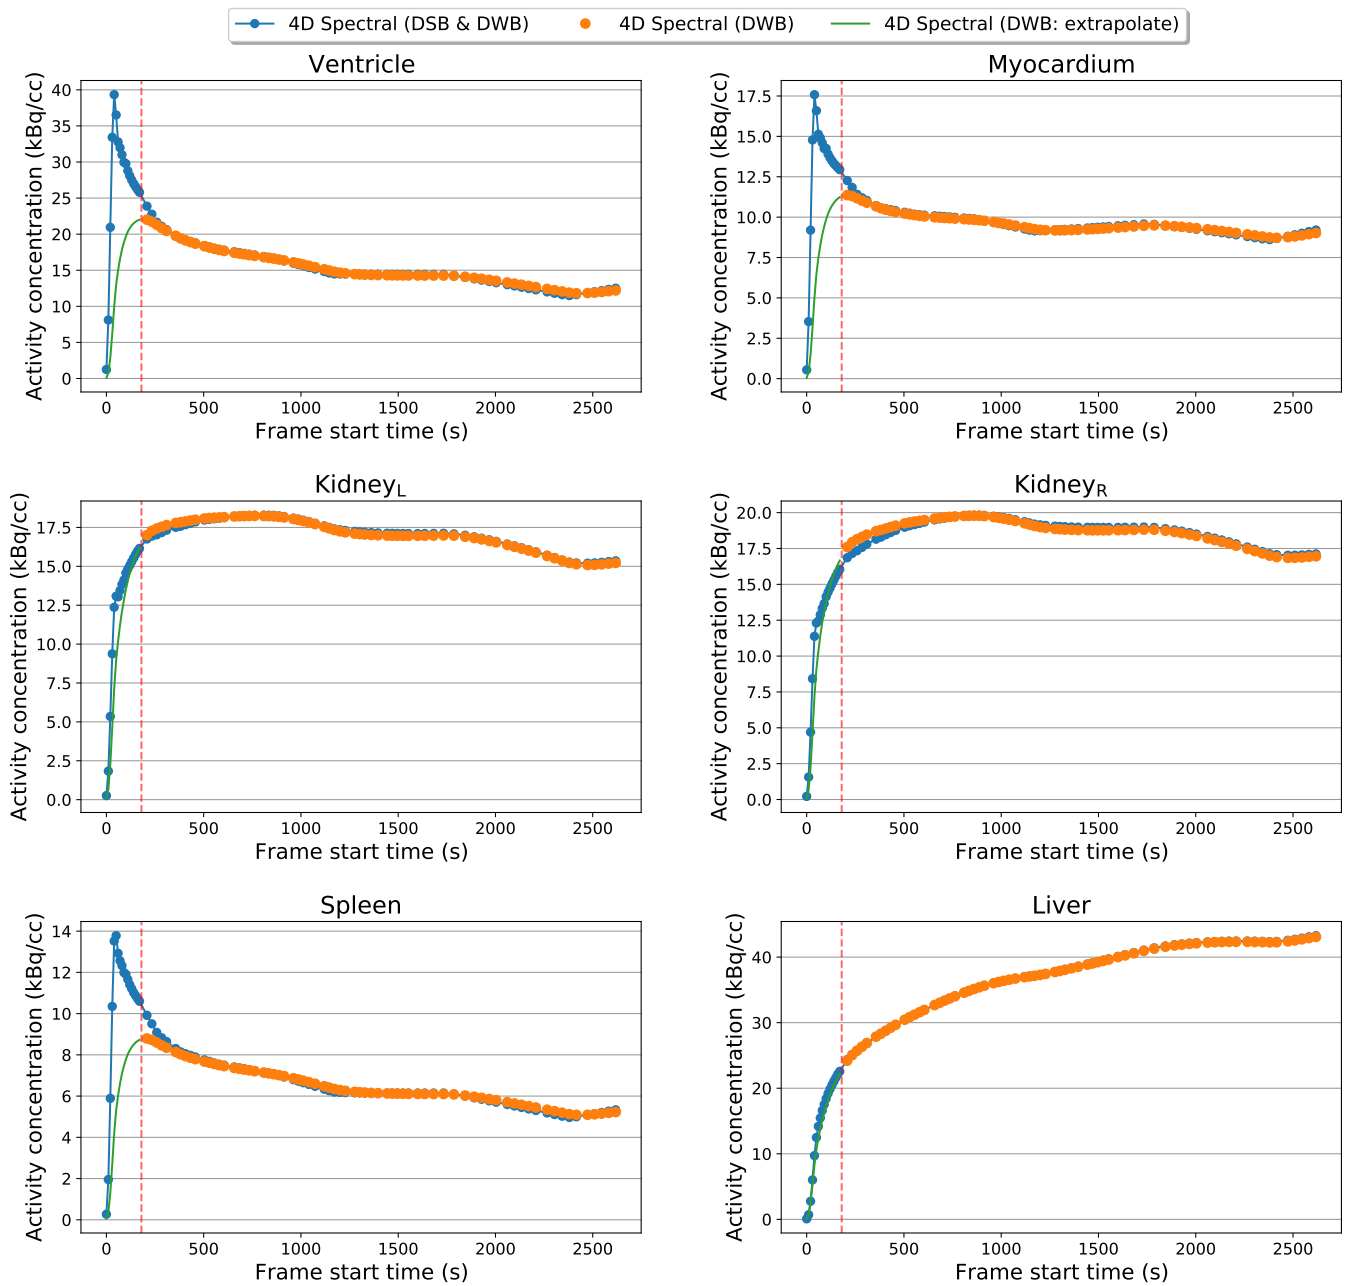 4D Spectral (DSB & DWB) 4D Spectral (DWB) 4D Spectral (DWB: extrapolate)
Ventricle
Activity concentration (kBq/cc)
40
35
30
25
20
15
10
5
0
0 500 1000 1500 2000 2500
Frame start time (s)
Myocardium
Activity concentration (kBq/cc)
17.5
15.0
12.5
10.0
7.5
5.0
2.5
0.0
0 500 1000 1500 2000 2500
Frame start time (s)
Kidney_L
Activity concentration (kBq/cc)
17.5
15.0
12.5
10.0
7.5
5.0
2.5
0.0
0 500 1000 1500 2000 2500
Frame start time (s)
Kidney_R
Activity concentration (kBq/cc)
20.0
17.5
15.0
12.5
10.0
7.5
5.0
2.5
0.0
0 500 1000 1500 2000 2500
Frame start time (s)
Spleen
Activity concentration (kBq/cc)
14
12
10
8
6
4
2
0
0 500 1000 1500 2000 2500
Frame start time (s)
Liver
Activity concentration (kBq/cc)
40
30
20
10
0
0 500 1000 1500 2000 2500
Frame start time (s)